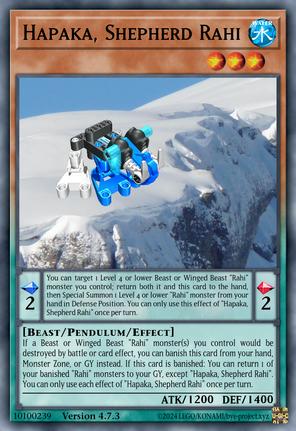 HAPAKA, SHEPHERD RAHI
WATER
水
You can target 1 Level 4 or lower Beast or Winged Beast "Rahi"
monster you control; return both it and this card to the hand,
then Special Summon 1 Level 4 or lower "Rahi" monster from your
hand in Defense Position. You can only use this effect of "Hapaka,
Shepherd Rahi" once per turn.
2
2
[BEAST/PENDULUM/EFFECT]
If a Beast or Winged Beast "Rahi" monster(s) you control would be
destroyed by battle or card effect, you can banish this card from your hand,
Monster Zone, or GY instead. If this card is banished: You can return 1 of
your banished "Rahi" monsters to your GY, except "Hapaka, Shepherd Rahi".
You can only use each effect of "Hapaka, Shepherd Rahi" once per turn.
ATK/1200 DEF/1400
10100239 Version 4.7.3 ©2024 LEGO/KONAMI/bye-project.xyz